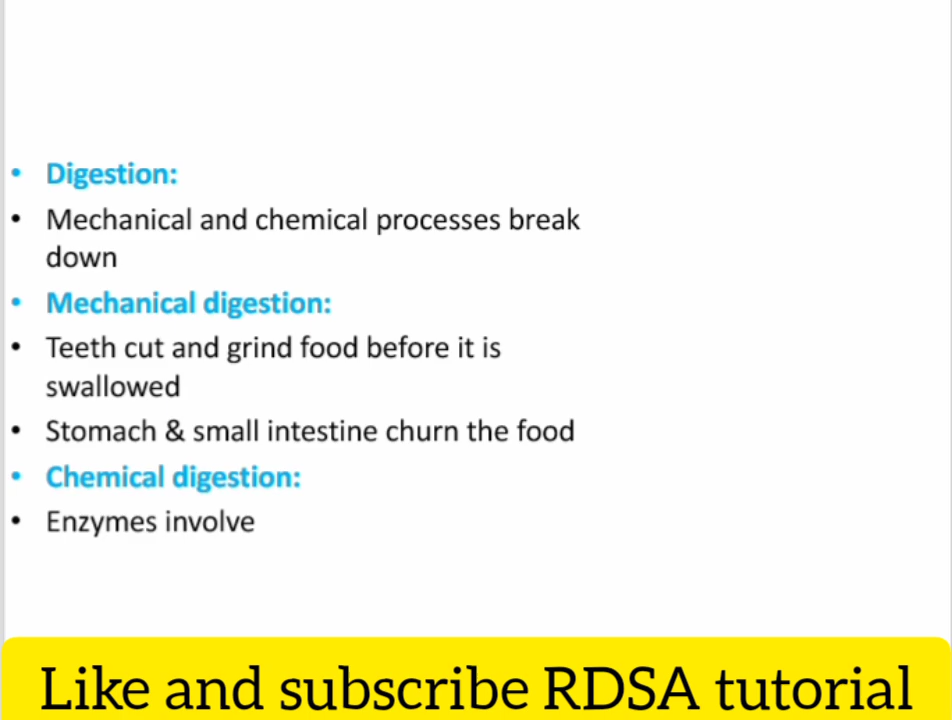 • Digestion:
• Mechanical and chemical processes break
down
• Mechanical digestion:
• Teeth cut and grind food before it is
swallowed
• Stomach & small intestine churn the food
• Chemical digestion:
• Enzymes involve
Like and subscribe RDSA tutorial